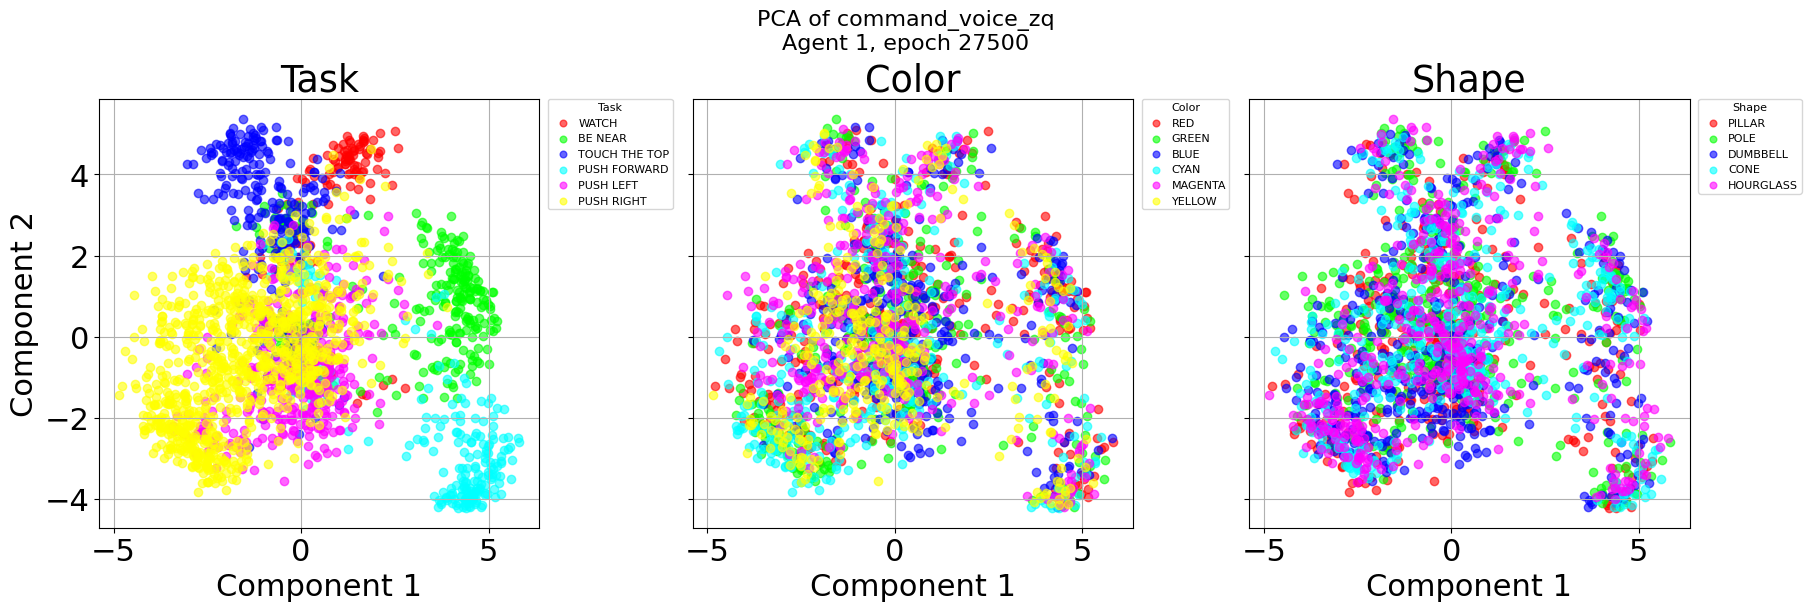 PCA of command_voice_zq
Agent 1, epoch 27500
Task
Color
Shape
Task
WATCH
BE NEAR
TOUCH THE TOP
PUSH FORWARD
PUSH LEFT
PUSH RIGHT
Color
RED
GREEN
BLUE
CYAN
MAGENTA
YELLOW
Shape
PILLAR
POLE
DUMBBELL
CONE
HOURGLASS
Component 2
4
2
0
−2
−4
−5 0 5
−5 0 5
−5 0 5
Component 1
Component 1
Component 1